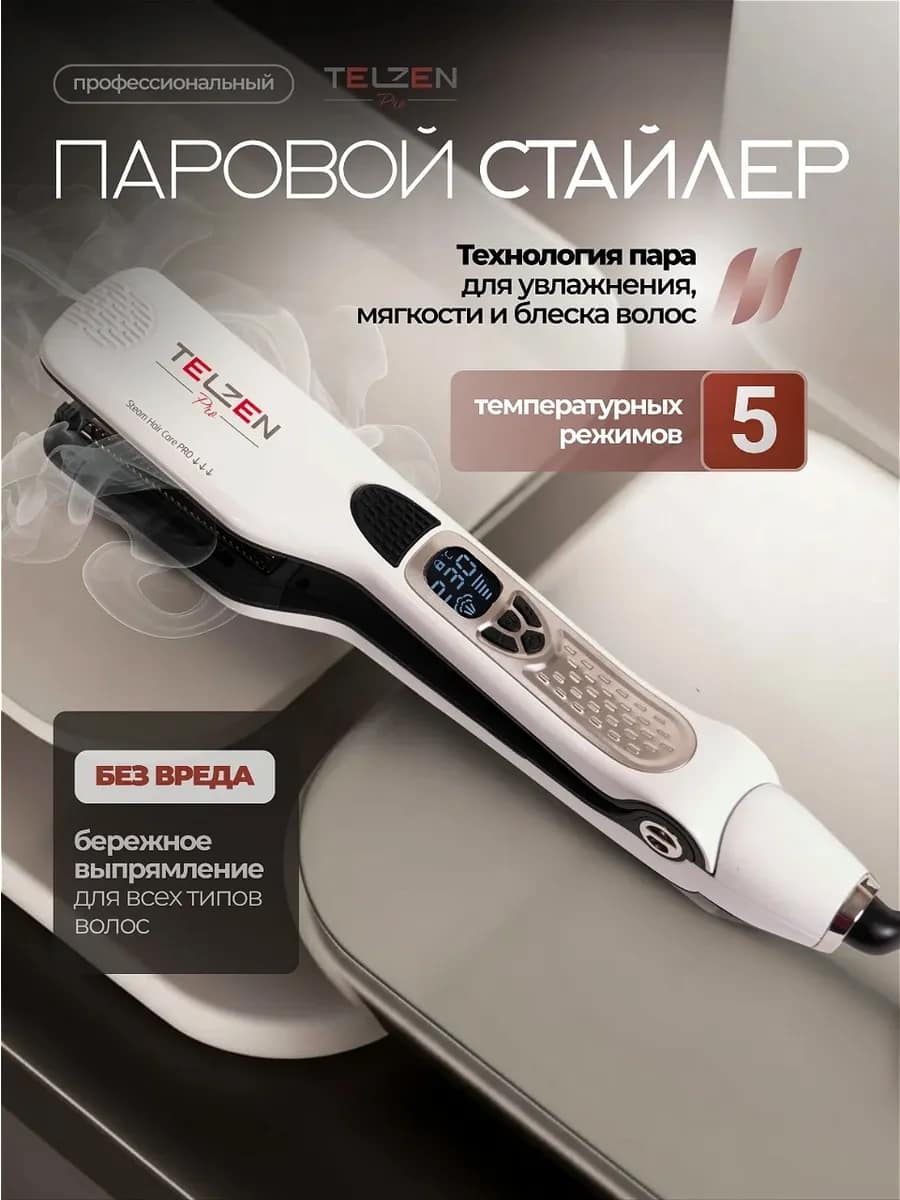 профессиональный
TELZEN
Pro
ПАРОВОЙ СТАЙЛЕР
Технология пара
для увлажнения,
мягкости и блеска волос
температурных
режимов
5
TELZEN
Pro
Steam Hair Care PRO ↓↓↓
°C
230
БЕЗ ВРЕДА
бережное
выпрямление
для всех типов
волос